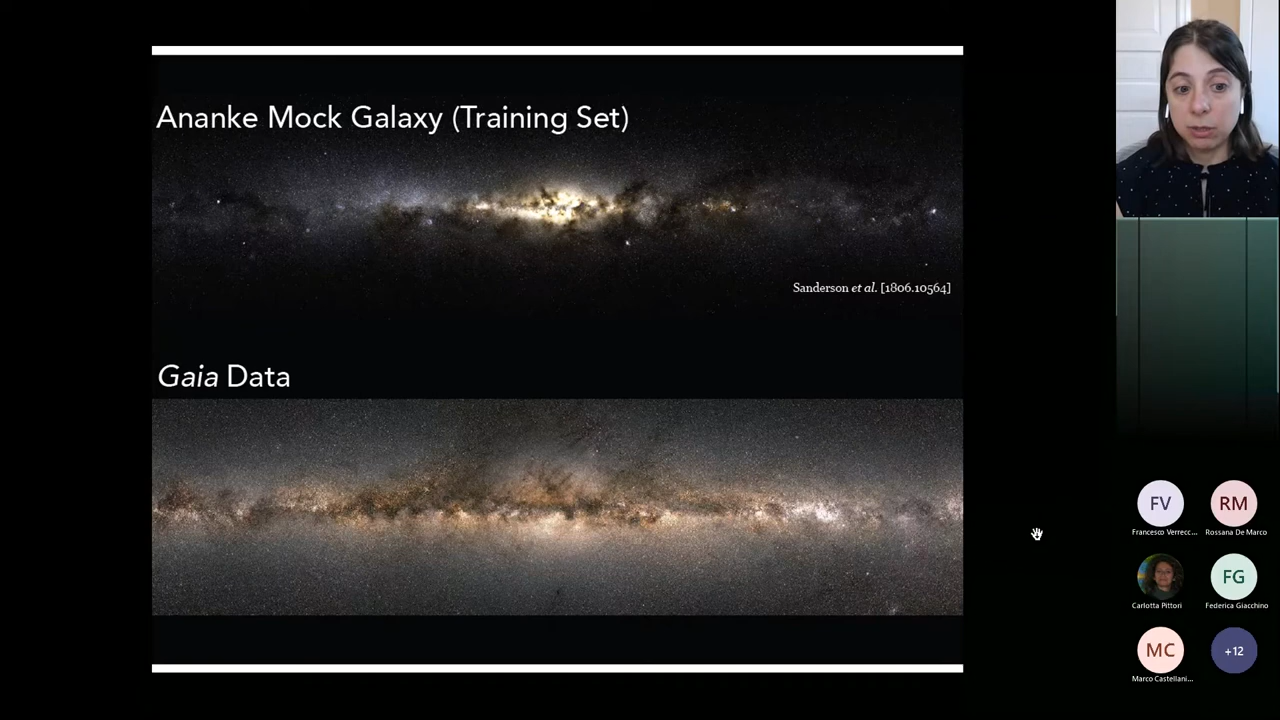 Ananke Mock Galaxy (Training Set)
Sanderson et al. [1806.10564]
Gaia Data
FV
RM
Francesco Verrecc...
Rossana De Marco
FG
Carlotta Pittori
Federica Giacchino
MC
+12
Marco Castellani...